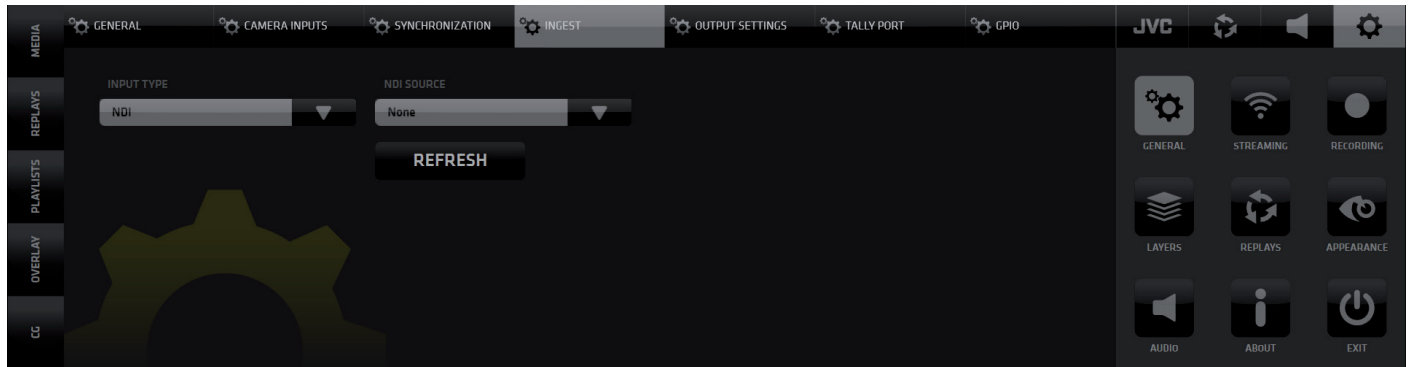 MEDIA
REPLAYS
PLAYLISTS
OVERLAY
CG
GENERAL
CAMERA INPUTS
SYNCHRONIZATION
INGEST
OUTPUT SETTINGS
TALLY PORT
GPIO
JVC
INPUT TYPE
NDI
NDI SOURCE
None
REFRESH
GENERAL
STREAMING
RECORDING
LAYERS
REPLAYS
APPEARANCE
AUDIO
ABOUT
EXIT